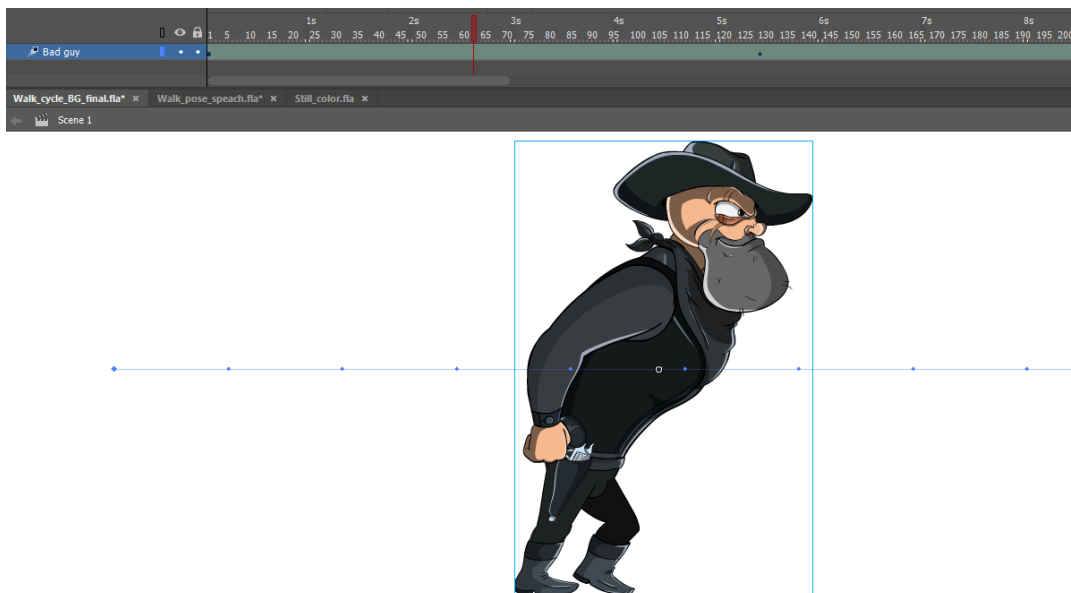 1s 2s 3s 4s 5s 6s 7s 8s
1 5 10 15 20 25 30 35 40 45 50 55 60 65 70 75 80 85 90 95 100 105 110 115 120 125 130 135 140 145 150 155 160 165 170 175 180 185 190 195 200
Bad guy
Walk_cycle_BG_final.fla* × Walk_pose_speach.fla* × Still_color.fla ×
Scene 1